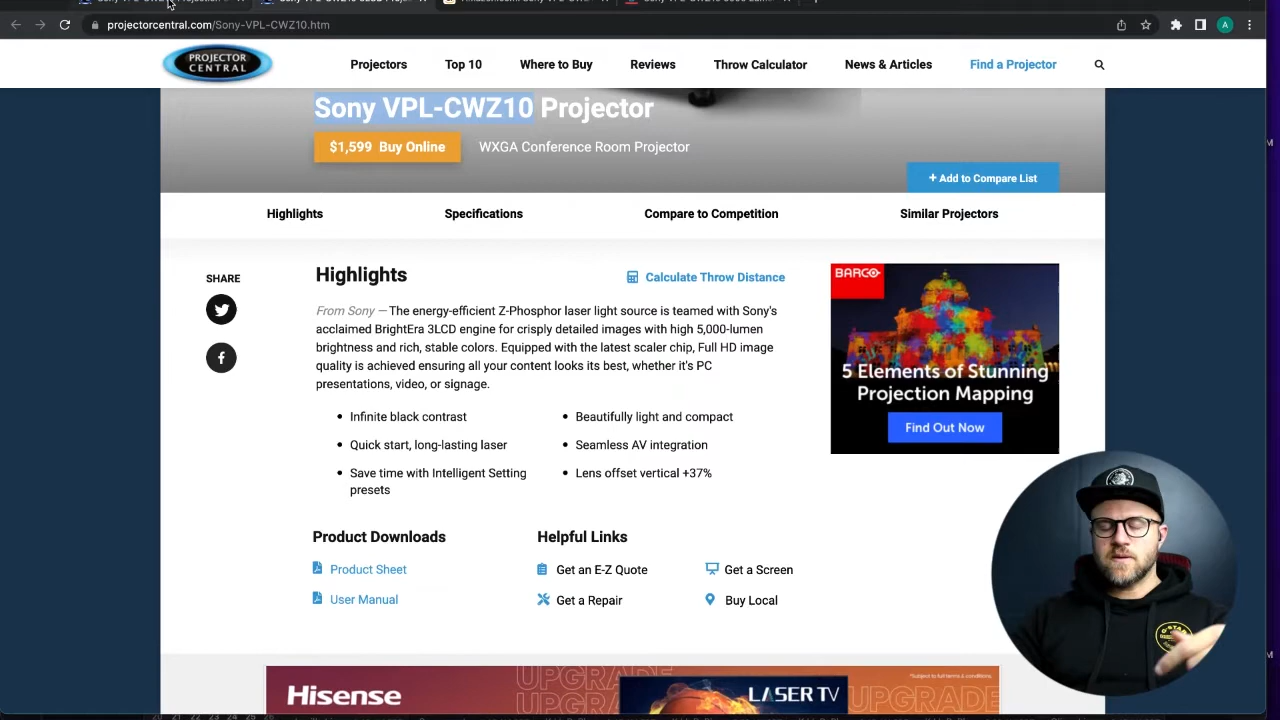 projectorcentral.com/Sony-VPL-CWZ10.htm
A
PROJECTOR
CENTRAL
Projectors
Top 10
Where to Buy
Reviews
Throw Calculator
News & Articles
Find a Projector
Sony VPL-CWZ10 Projector
$1,599 Buy Online
WXGA Conference Room Projector
+ Add to Compare List
Highlights
Specifications
Compare to Competition
Similar Projectors
SHARE
Highlights
Calculate Throw Distance
From Sony — The energy-efficient Z-Phosphor laser light source is teamed with Sony's
acclaimed BrightEra 3LCD engine for crisply detailed images with high 5,000-lumen
brightness and rich, stable colors. Equipped with the latest scaler chip, Full HD image
quality is achieved ensuring all your content looks its best, whether it's PC
presentations, video, or signage.
• Infinite black contrast
• Quick start, long-lasting laser
• Save time with Intelligent Setting
presets
• Beautifully light and compact
• Seamless AV integration
• Lens offset vertical +37%
BARCO
5 Elements of Stunning
Projection Mapping
Find Out Now
Product Downloads
Product Sheet
User Manual
Helpful Links
Get an E-Z Quote
Get a Screen
Get a Repair
Buy Local
Hisense
UPGRADE
UPGRADE
UPGRADE
LASER TV
*Subject to full terms & conditions.